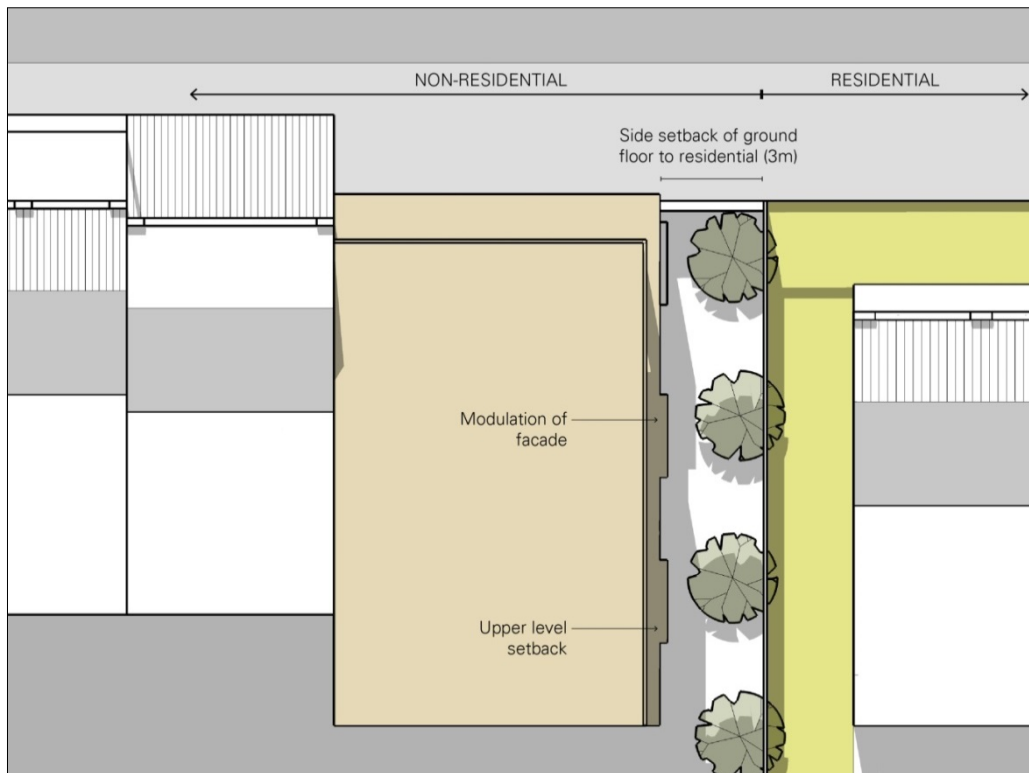 NON-RESIDENTIAL
RESIDENTIAL
Side setback of ground
floor to residential (3m)
Modulation of
facade
Upper level
setback